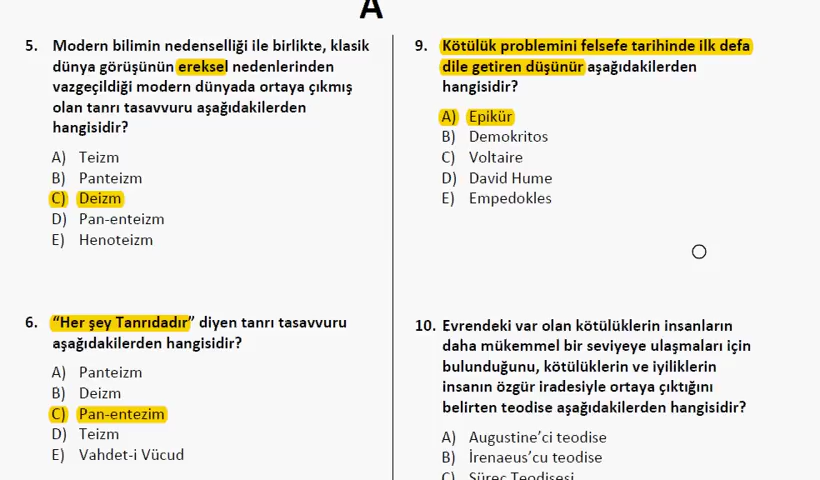 A
5. Modern bilimin nedenselliği ile birlikte, klasik
dünya görüşünün ereksel nedenlerinden
vazgeçildiği modern dünyada ortaya çıkmış
olan tanrı tasavvuru aşağıdakilerden
hangisidir?
A) Teizm
B) Panteizm
C) Deizm
D) Pan-enteizm
E) Henoteizm
6. “Her şey Tanrıdadır” diyen tanrı tasavvuru
aşağıdakilerden hangisidir?
A) Panteizm
B) Deizm
C) Pan-entezim
D) Teizm
E) Vahdet-i Vücud
9. Kötülük problemini felsefe tarihinde ilk defa
dile getiren düşünür aşağıdakilerden
hangisidir?
A) Epikür
B) Demokritos
C) Voltaire
D) David Hume
E) Empedokles
10. Evrendeki var olan kötülüklerin insanların
daha mükemmel bir seviyeye ulaşmaları için
bulunduğunu, kötülüklerin ve iyiliklerin
insanın özgür iradesiyle ortaya çıktığını
belirten teodise aşağıdakilerden hangisidir?
A) Augustine’ci teodise
B) İrenaeus’cu teodise
C) Süreç Teodisesi